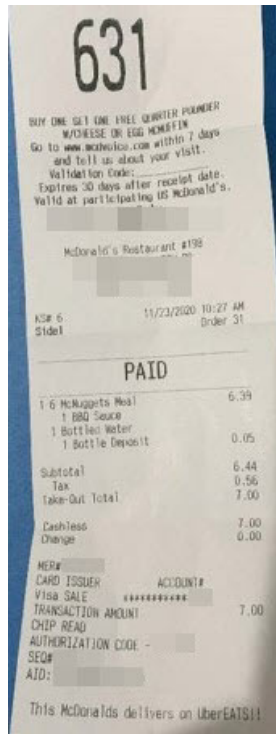 631
BUY ONE GET ONE FREE QUARTER POUNDER
W/CHEESE OR EGG MCMUFFIN
Go to www.mcdvoice.com within 7 days
and tell us about your visit.
Validation Code:
Expires 30 days after receipt date.
Valid at participating US McDonald's.
McDonald's Restaurant #198
KS# 6 11/23/2020 10:27 AM
Side1 Order 31
PAID
1 6 McNuggets Meal 6.39
1 BBQ Sauce
1 Bottled Water
1 Bottle Deposit 0.05
Subtotal 6.44
Tax 0.56
Take-Out Total 7.00
Cashless 7.00
Change 0.00
MER#
CARD ISSUER ACCOUNT#
Visa SALE ************
TRANSACTION AMOUNT 7.00
CHIP READ
AUTHORIZATION CODE -
SEQ#
AID:
This McDonalds delivers on UberEATS!!